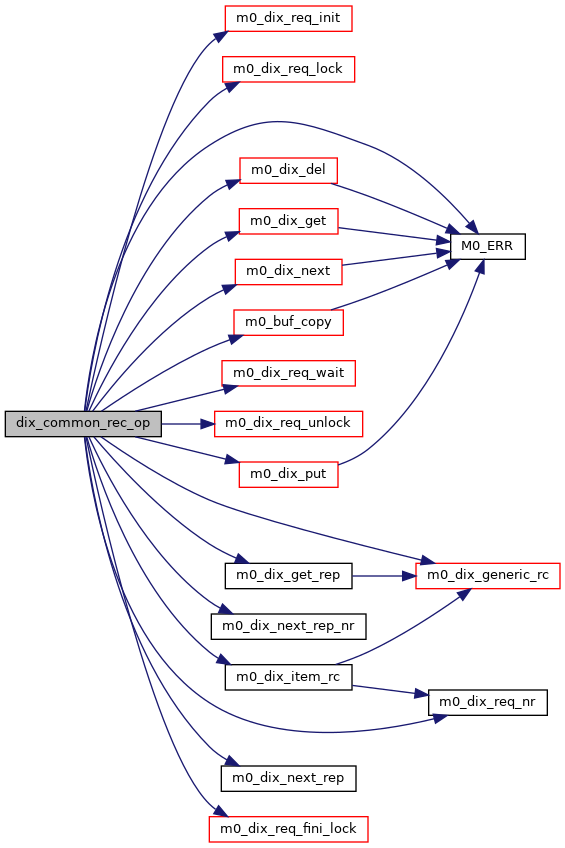 m0_dix_req_init
m0_dix_req_lock
m0_dix_del
m0_dix_get
M0_ERR
m0_dix_next
m0_buf_copy
m0_dix_req_wait
dix_common_rec_op
m0_dix_req_unlock
m0_dix_put
m0_dix_get_rep
m0_dix_generic_rc
m0_dix_next_rep_nr
m0_dix_item_rc
m0_dix_req_nr
m0_dix_next_rep
m0_dix_req_fini_lock